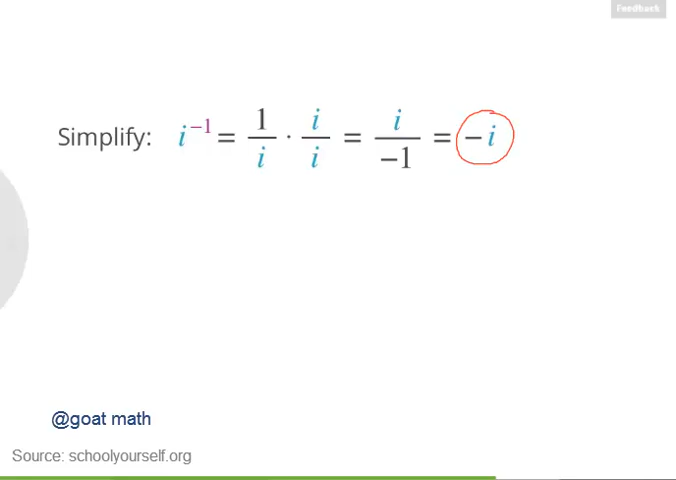 Feedback
Simplify: i⁻¹ = 1/i · i/i = i/−1 = −i
@goat math
Source: schoolyourself.org